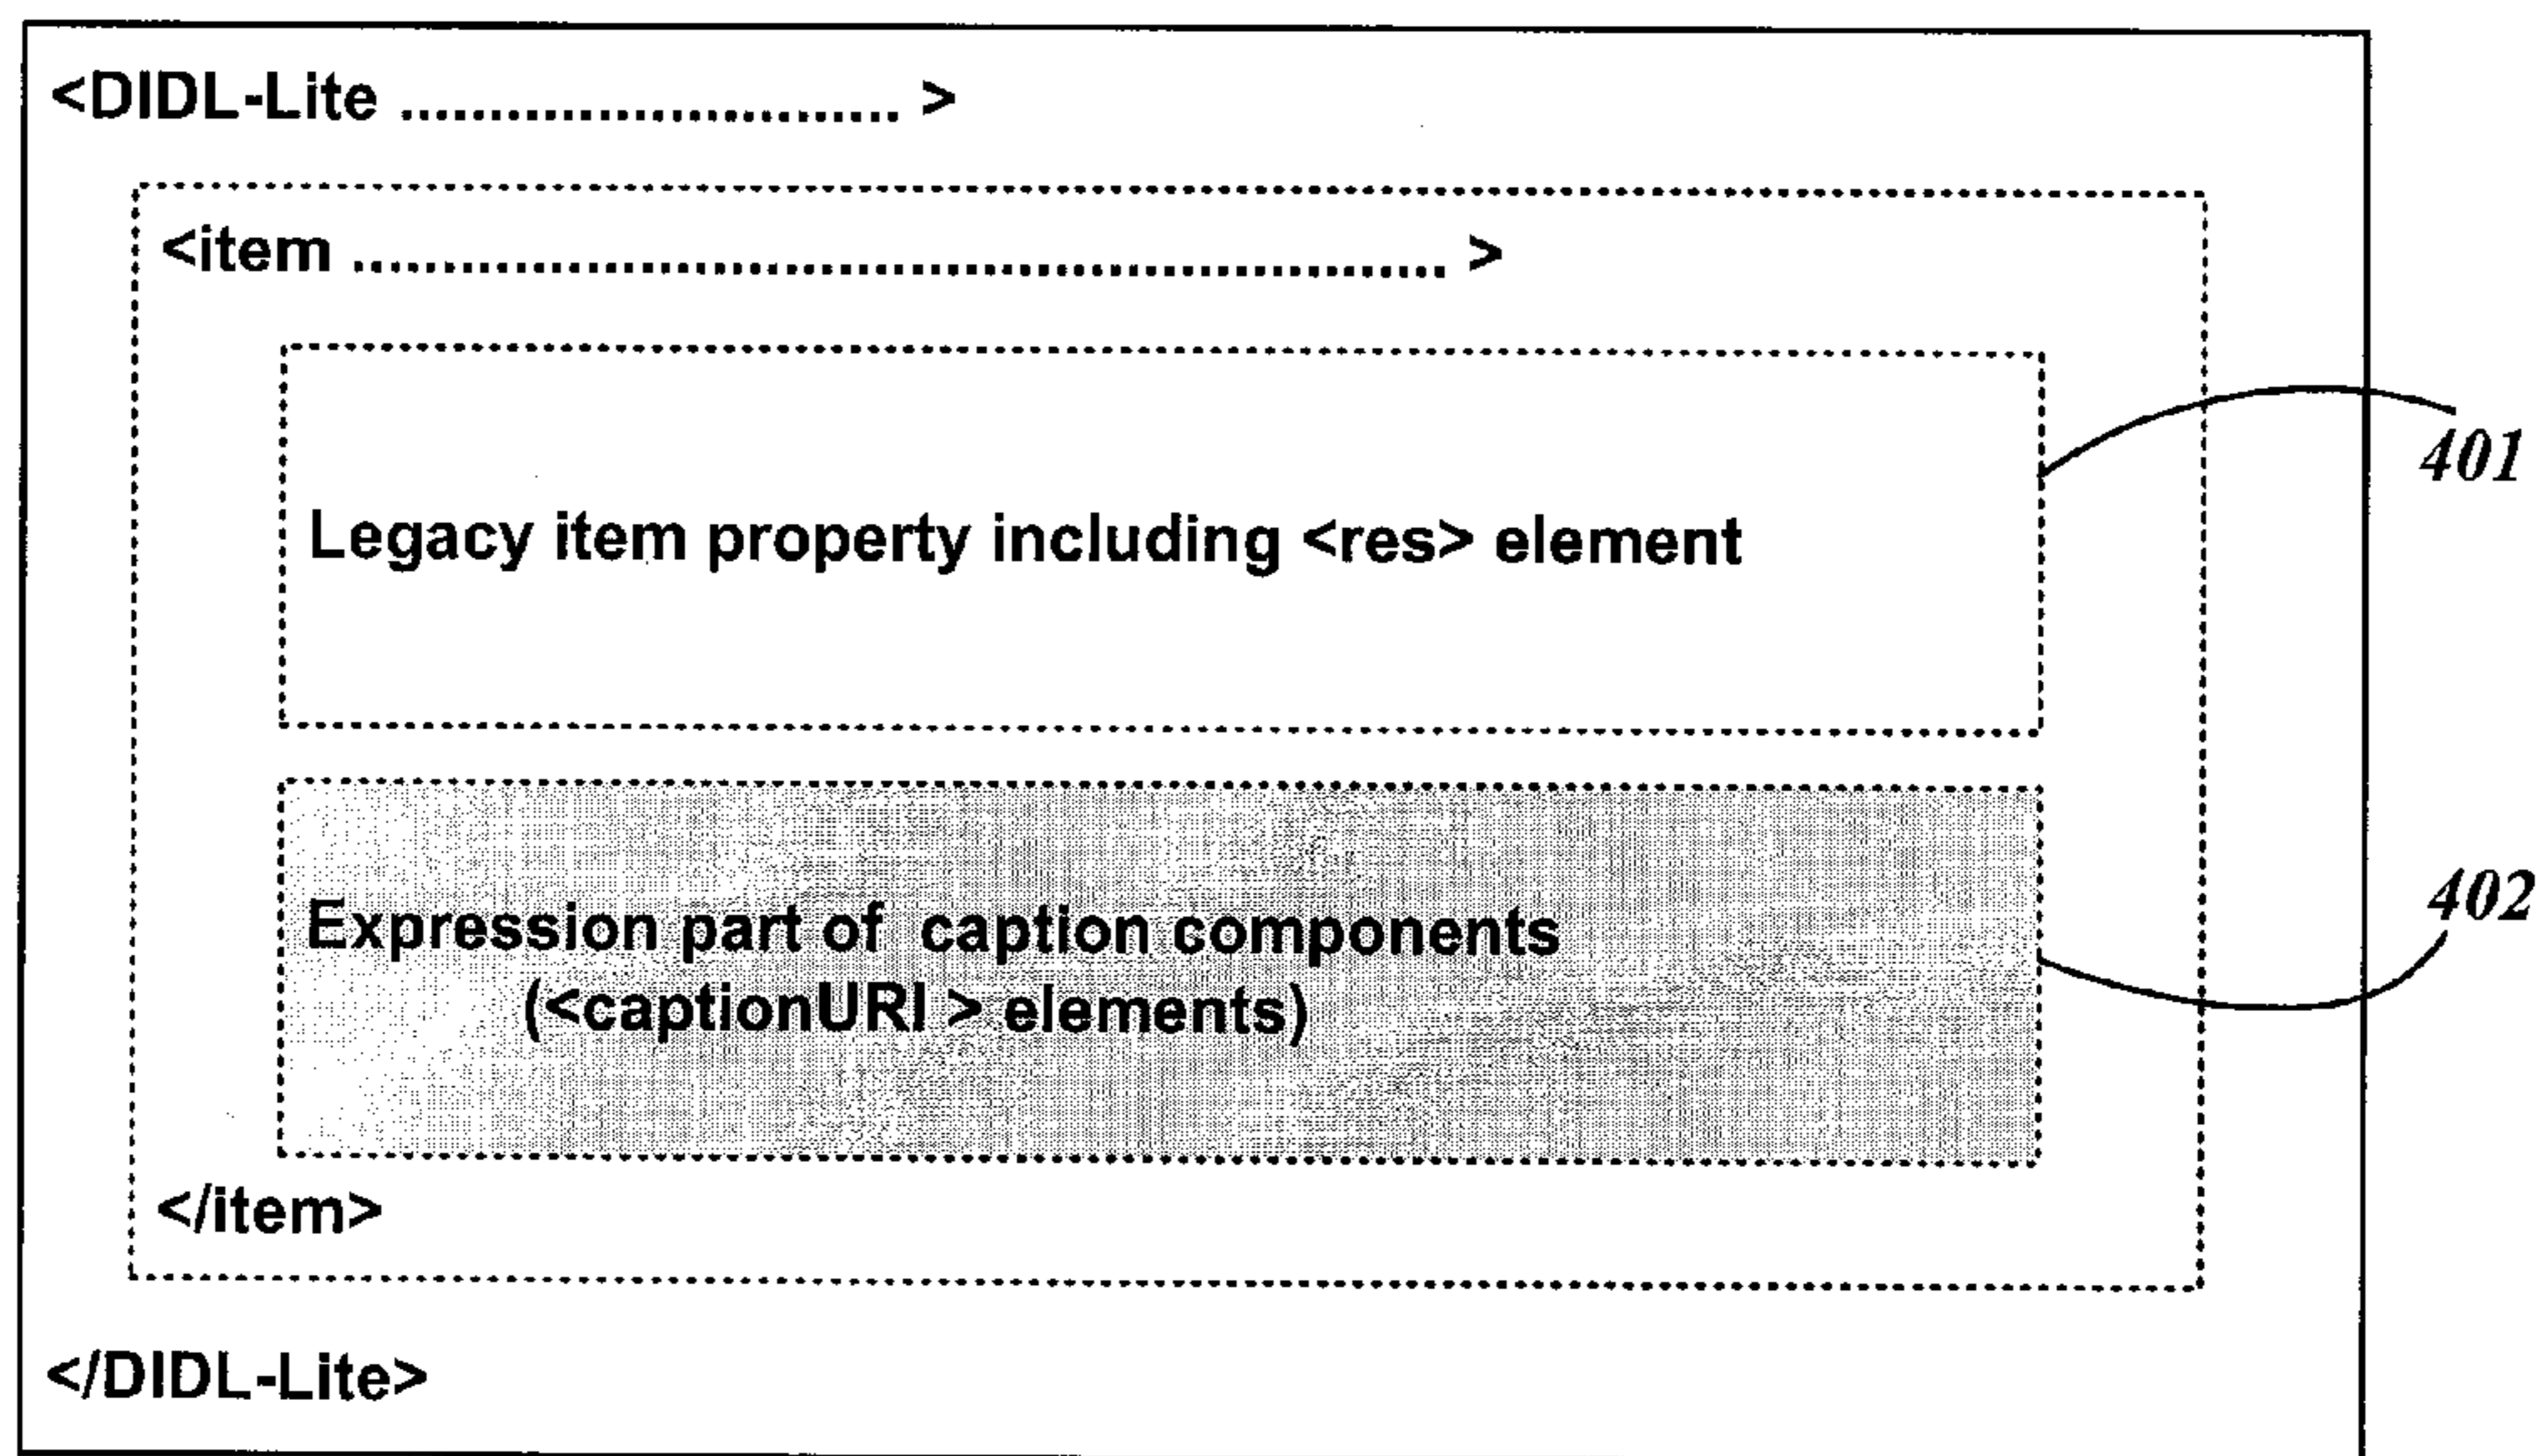 <DIDL-Lite ............................ >
<item ............................................................. >
Legacy item property including <res> element
401
Expression part of caption components
(<captionURI > elements)
402
</item>
</DIDL-Lite>